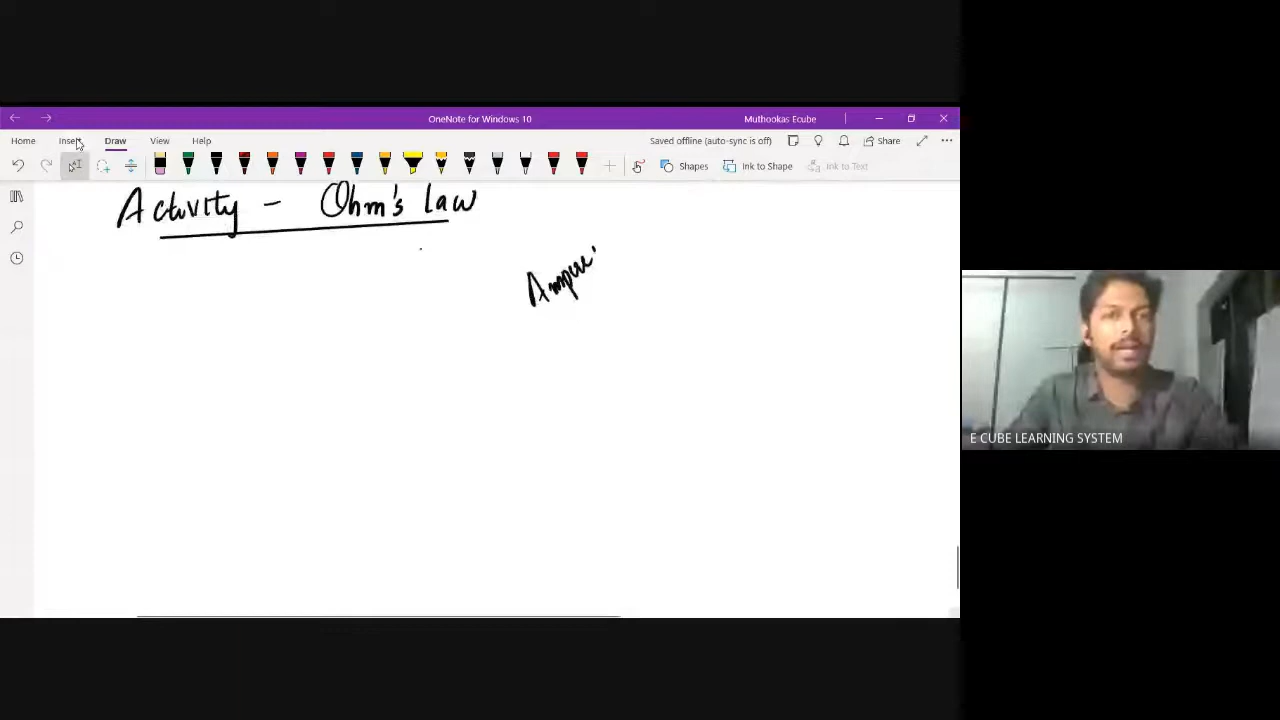 OneNote for Windows 10
Muthookas Ecube
Home
Insert
Draw
View
Help
Saved offline (auto-sync is off)
Share
Shapes
Ink to Shape
Ink to Text
Activity - Ohm's law
E CUBE LEARNING SYSTEM